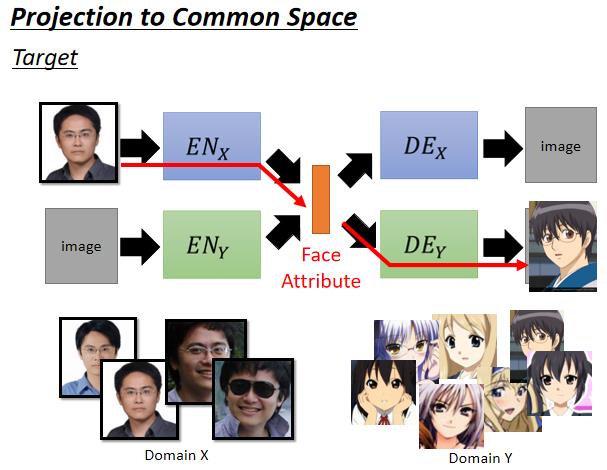 Projection to Common Space
Target
EN_X
DE_X
image
image
EN_Y
DE_Y
Face
Attribute
Domain X
Domain Y